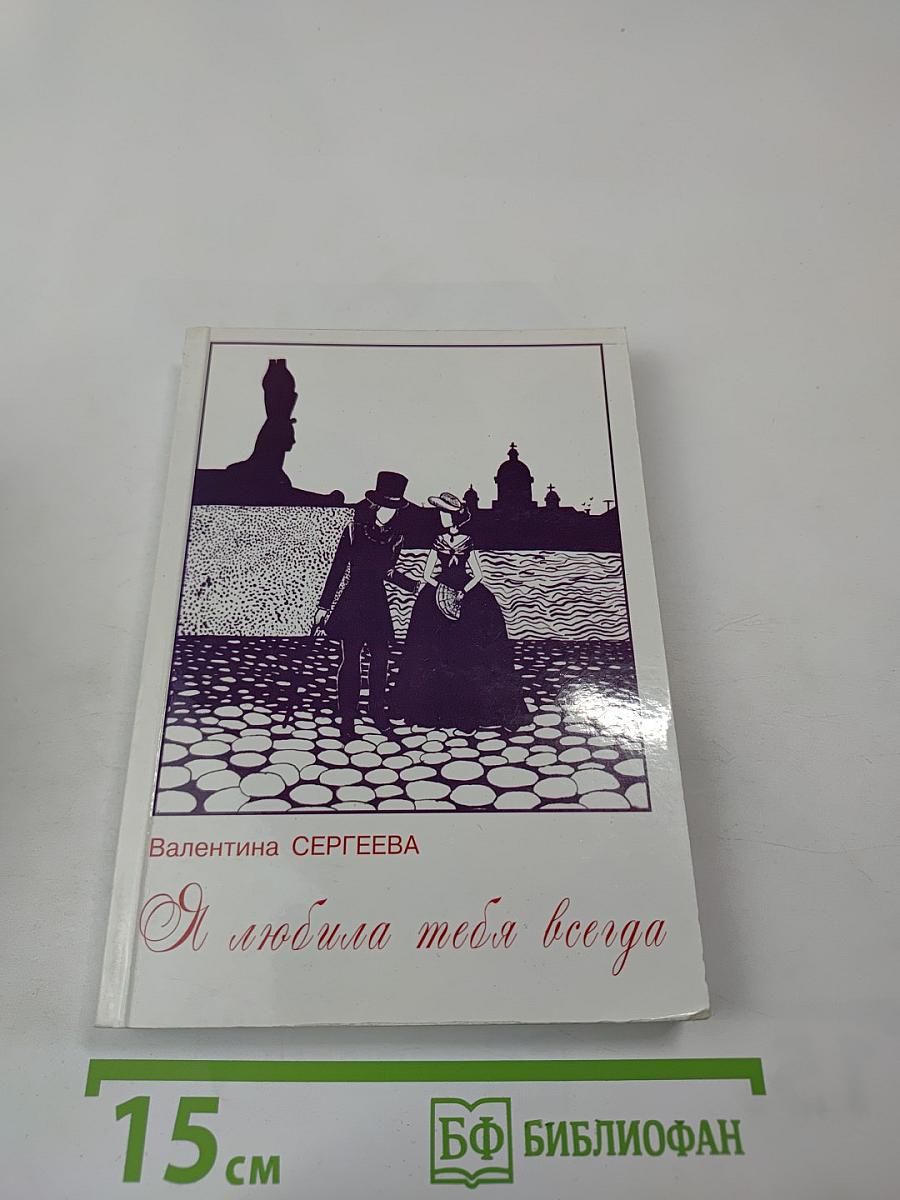 Валентина СЕРГЕЕВА
Я любила тебя всегда
15 см
БФ БИБЛИОФАН